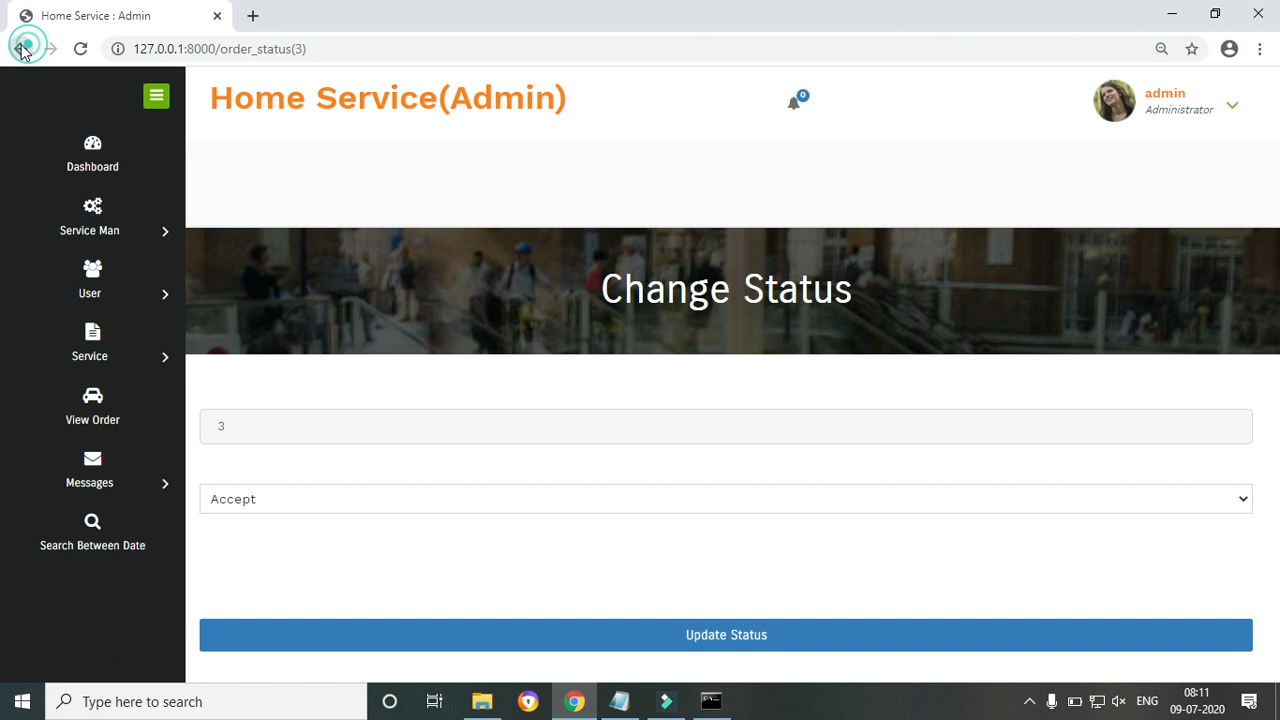 Home Service : Admin
127.0.0.1:8000/order_status(3)
Home Service(Admin)
0
admin
Administrator
Dashboard
Service Man
User
Service
View Order
Messages
Search Between Date
Change Status
3
Accept
Update Status
Type here to search
ENG
08:11
09-07-2020